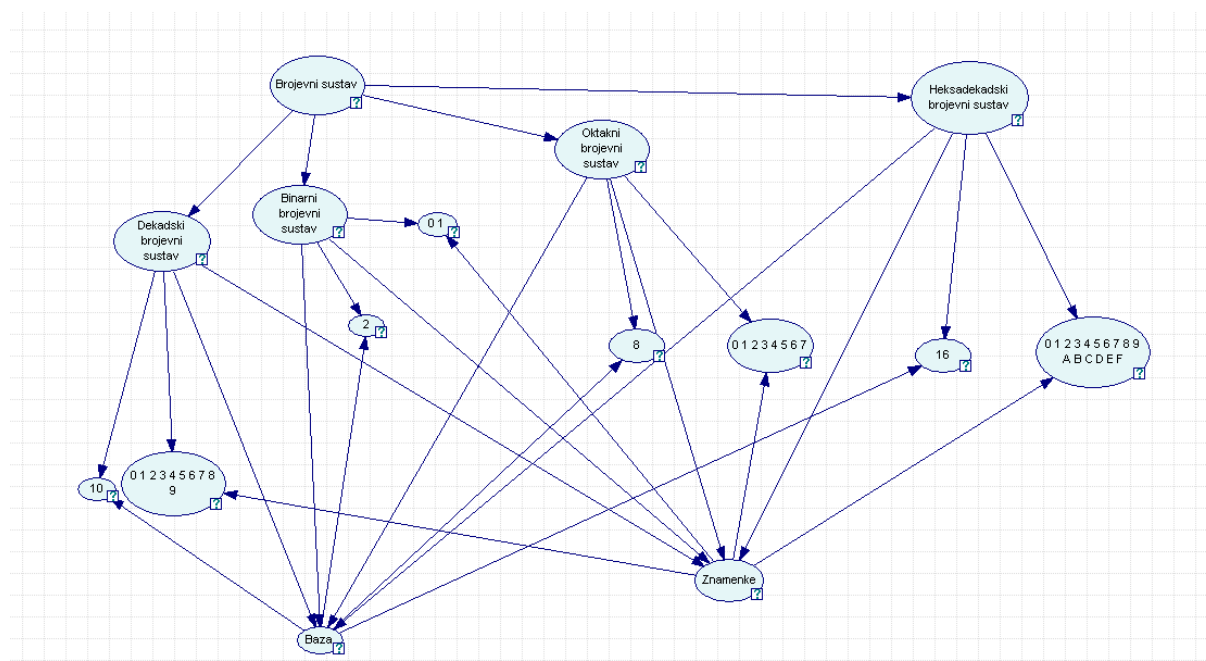 Brojevni sustav
?
Heksadekadski
brojevni sustav
?
Oktakni
brojevni
sustav
?
Binarni
brojevni
sustav
?
0 1
?
Dekadski
brojevni
sustav
?
2
?
8
?
0 1 2 3 4 5 6 7
?
16
?
0 1 2 3 4 5 6 7 8 9
A B C D E F
?
10
?
0 1 2 3 4 5 6 7 8
9
?
Znamenke
?
Baza
?